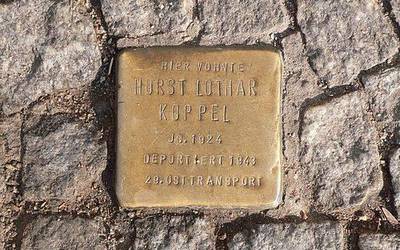 HIER WOHNTE
HORST LOTHAR
KOPPEL
JG. 1924
DEPORTIERT 1943
29. OSTTRANSPORT